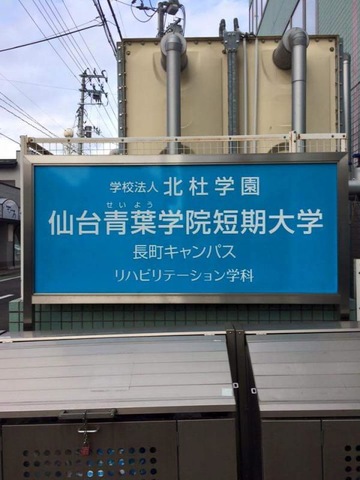 学校法人 北杜学園
せいよう
仙台青葉学院短期大学
長町キャンパス
リハビリテーション学科